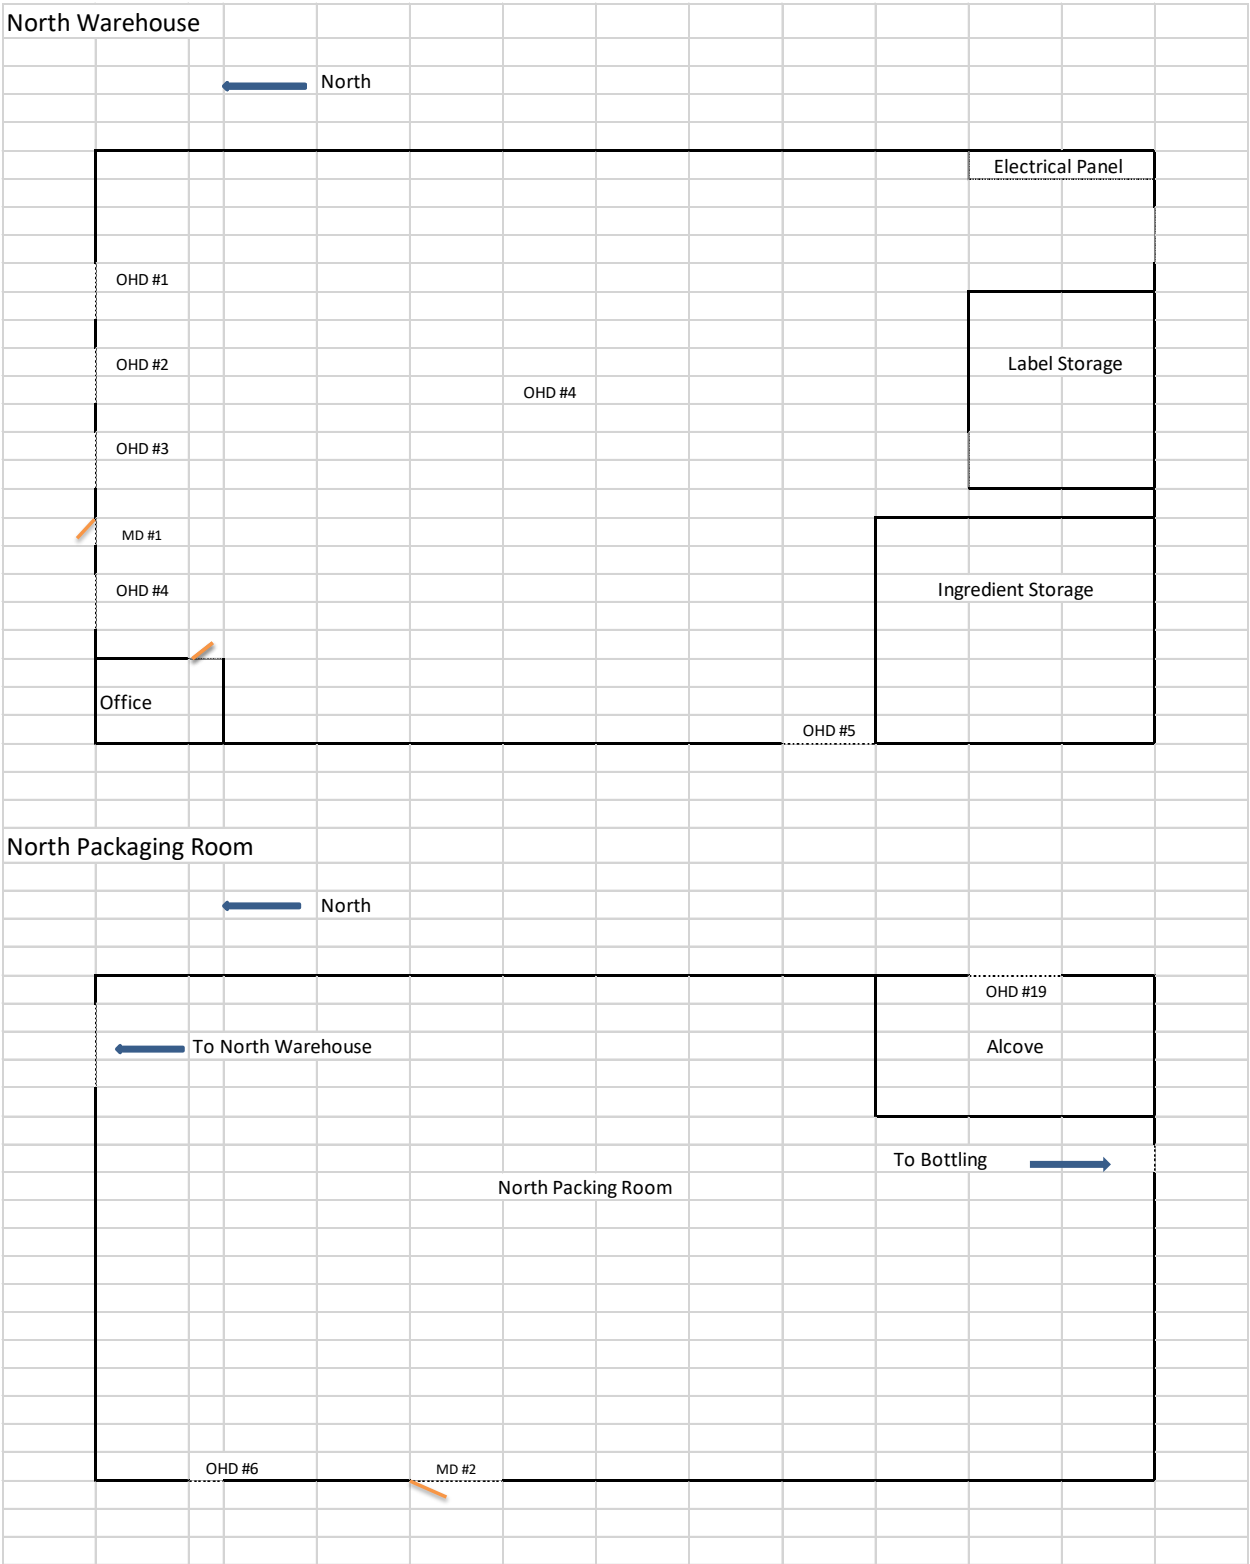 North Warehouse
North
Electrical Panel
OHD #1
OHD #2
Label Storage
OHD #4
OHD #3
MD #1
OHD #4
Ingredient Storage
Office
OHD #5
North Packaging Room
North
OHD #19
To North Warehouse
Alcove
To Bottling
North Packing Room
OHD #6
MD #2